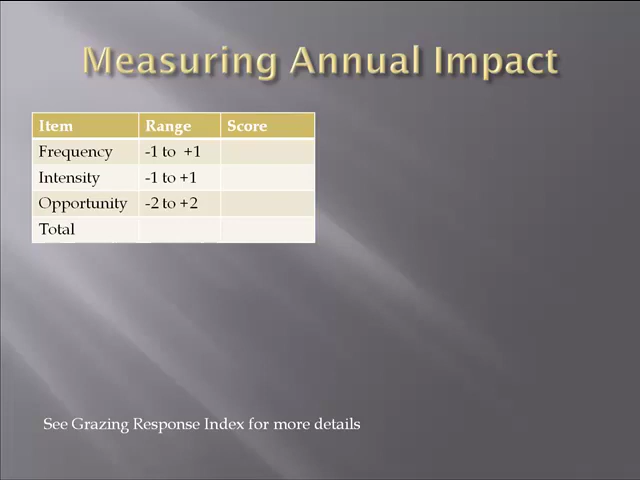 Measuring Annual Impact
Item Range Score
Frequency -1 to +1
Intensity -1 to +1
Opportunity -2 to +2
Total
See Grazing Response Index for more details